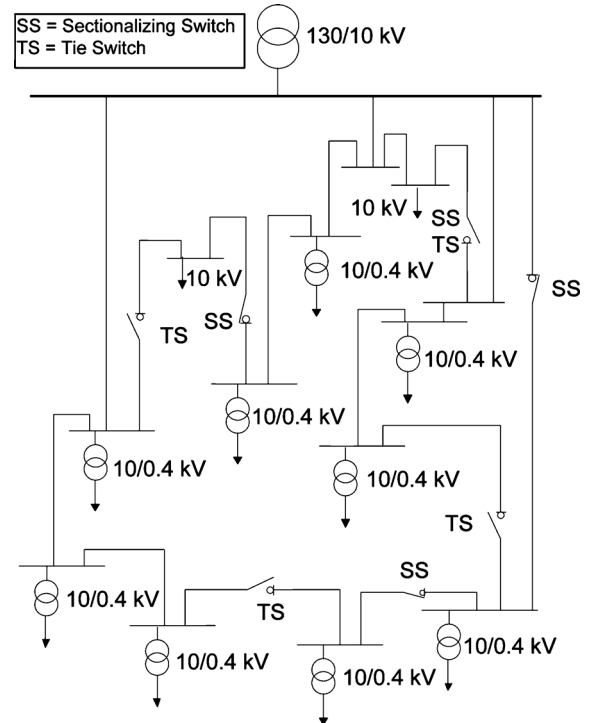 SS = Sectionalizing Switch
TS = Tie Switch
130/10 kV
10 kV
SS
TS
10/0.4 kV
10 kV
SS
TS
SS
10/0.4 kV
10/0.4 kV
10/0.4 kV
10/0.4 kV
TS
SS
10/0.4 kV
TS
10/0.4 kV
10/0.4 kV
10/0.4 kV